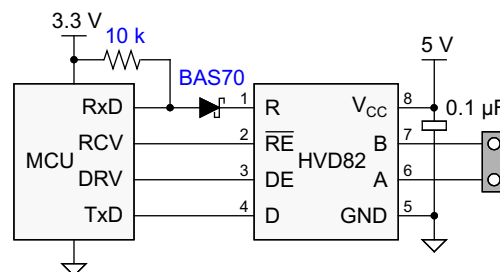 3.3 V
10 k
BAS70
5 V
RxD
1
R
V_CC
8
0.1 µF
RCV
2
RE
B
7
MCU
HVD82
DRV
3
DE
A
6
TxD
4
D
GND
5